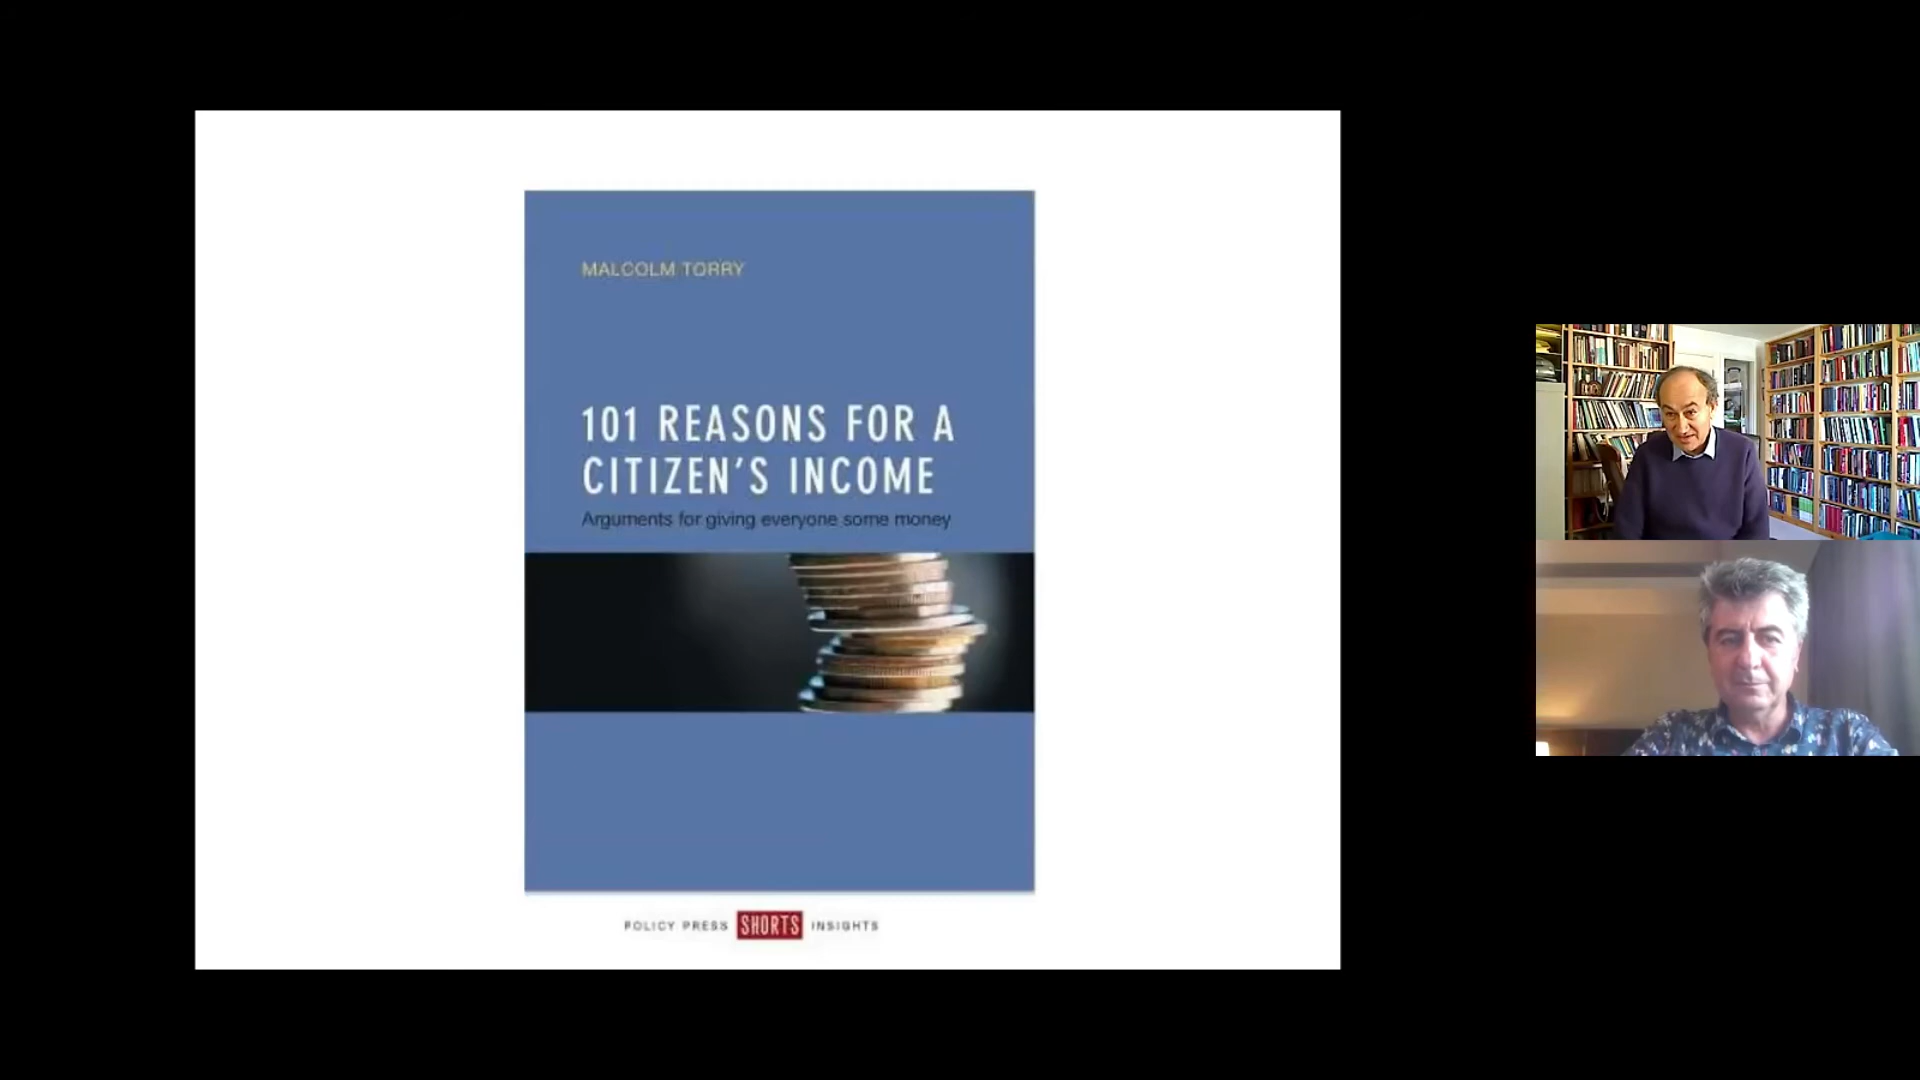 MALCOLM TORRY
101 REASONS FOR A
CITIZEN'S INCOME
Arguments for giving everyone some money
POLICY PRESS SHORTS INSIGHTS